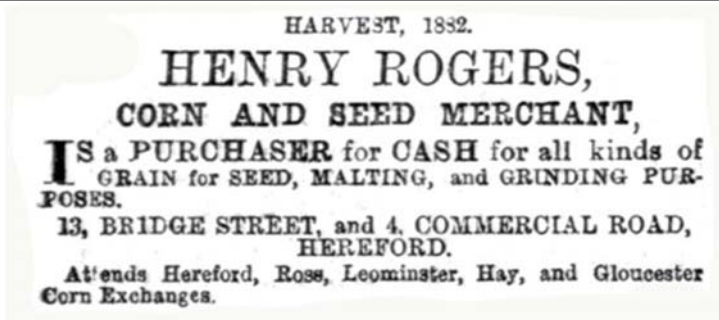 HARVEST, 1882.
HENRY ROGERS,
CORN AND SEED MERCHANT,
IS a PURCHASER for CASH for all kinds of
GRAIN for SEED, MALTING, and GRINDING PUR-
POSES.
13, BRIDGE STREET, and 4, COMMERCIAL ROAD,
HEREFORD.
Attends Hereford, Ross, Leominster, Hay, and Gloucester
Corn Exchanges.